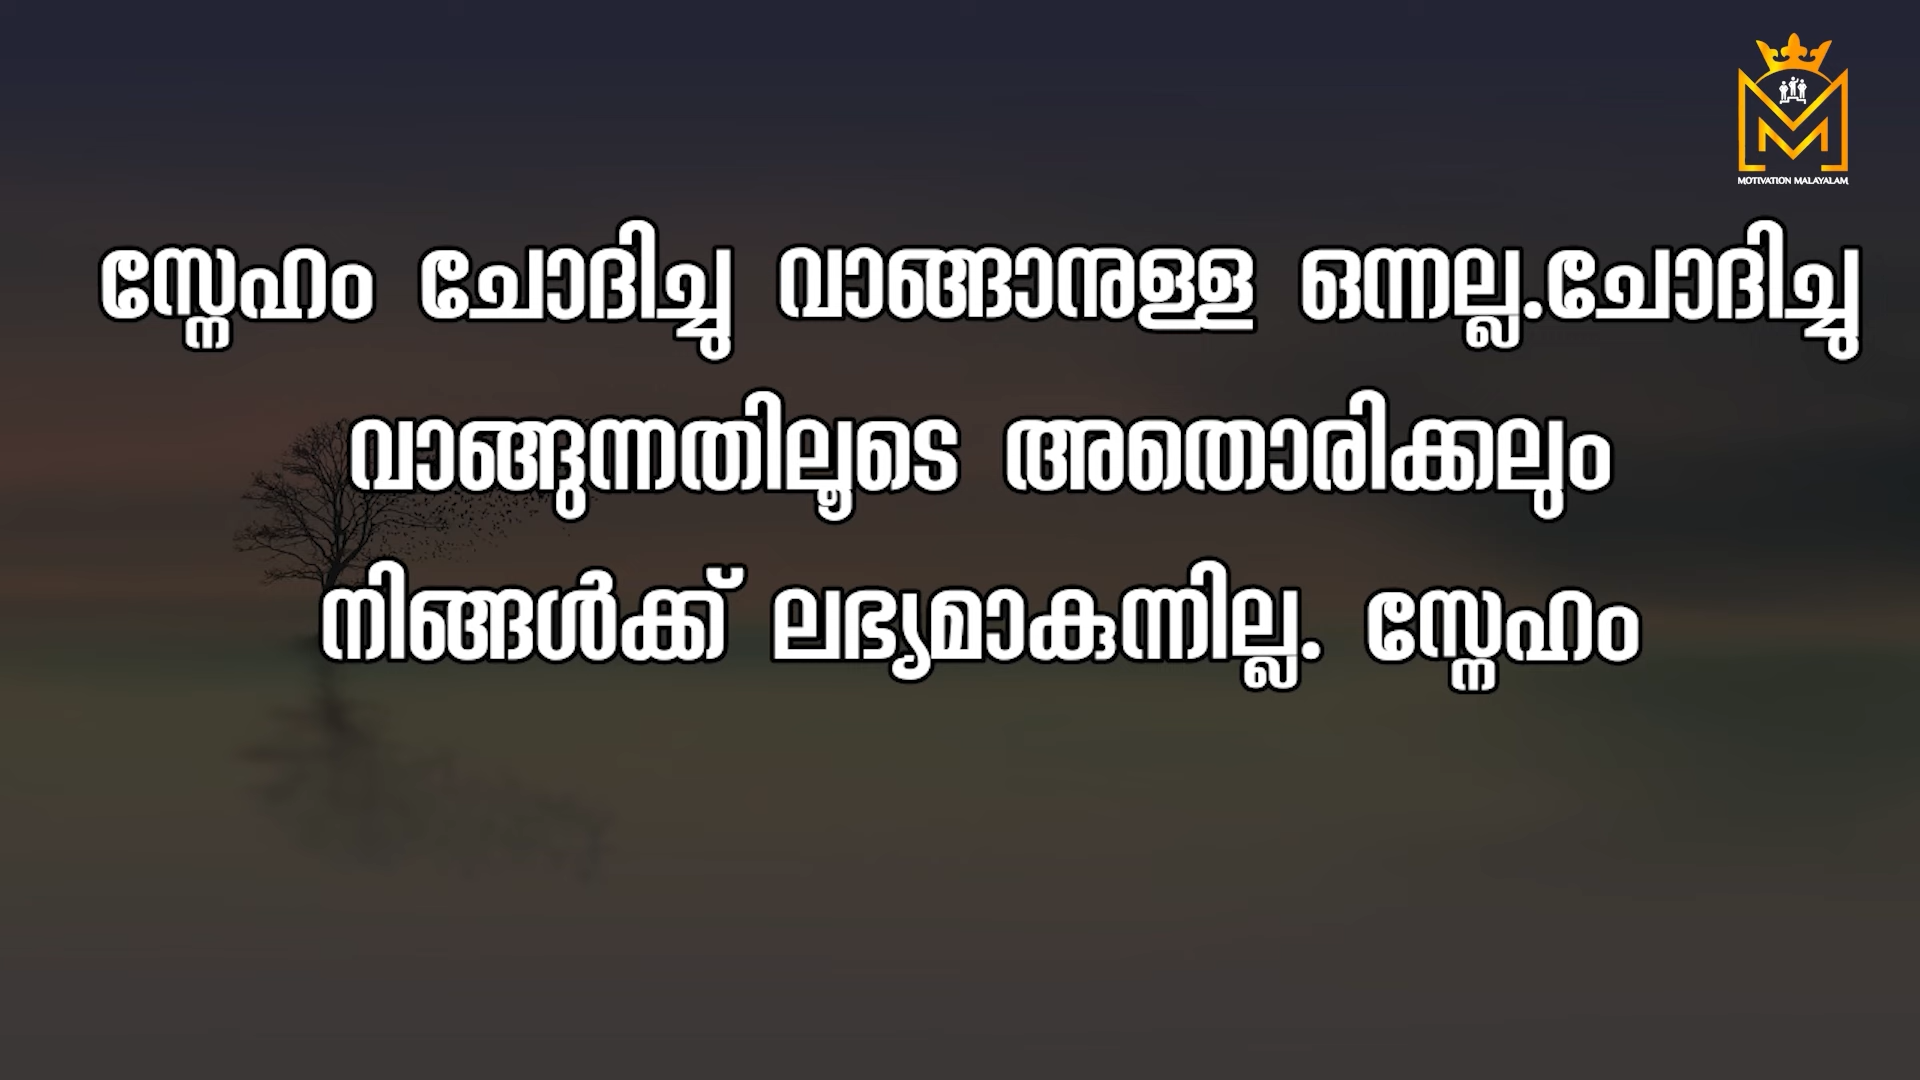 MOTIVATION MALAYALAM
സ്നേഹം ചോദിച്ചു വാങ്ങാനുള്ള ഒന്നല്ല.ചോദിച്ചു
വാങ്ങുന്നതിലൂടെ അതൊരിക്കലും
നിങ്ങൾക്ക് ലഭ്യമാകുന്നില്ല. സ്നേഹം